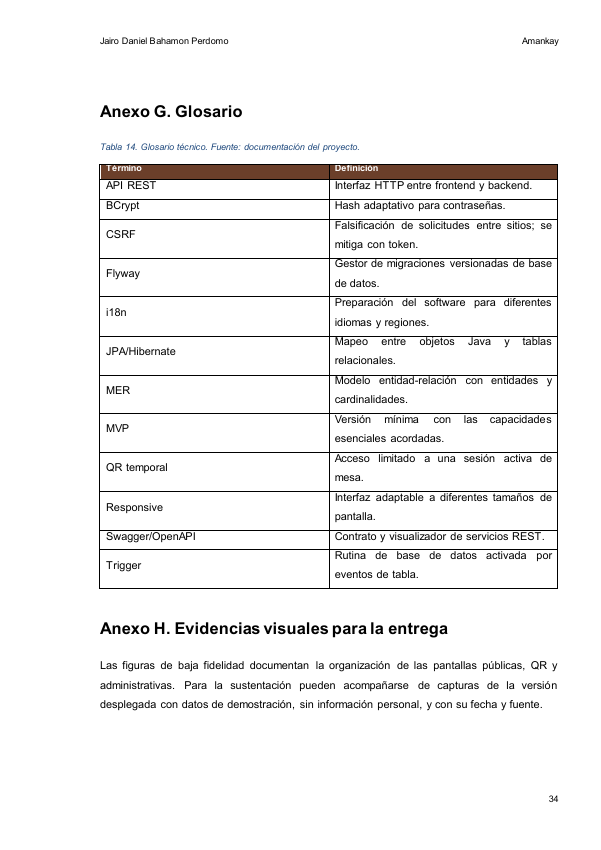 Jairo Daniel Bahamon Perdomo Amankay
Anexo G. Glosario
Tabla 14. Glosario técnico. Fuente: documentación del proyecto.
Término Definición
API REST Interfaz HTTP entre frontend y backend.
BCrypt Hash adaptativo para contraseñas.
CSRF Falsificación de solicitudes entre sitios; se
mitiga con token.
Flyway Gestor de migraciones versionadas de base
de datos.
i18n Preparación del software para diferentes
idiomas y regiones.
JPA/Hibernate Mapeo entre objetos Java y tablas
relacionales.
MER Modelo entidad-relación con entidades y
cardinalidades.
MVP Versión mínima con las capacidades
esenciales acordadas.
QR temporal Acceso limitado a una sesión activa de
mesa.
Responsive Interfaz adaptable a diferentes tamaños de
pantalla.
Swagger/OpenAPI Contrato y visualizador de servicios REST.
Trigger Rutina de base de datos activada por
eventos de tabla.
Anexo H. Evidencias visuales para la entrega
Las figuras de baja fidelidad documentan la organización de las pantallas públicas, QR y
administrativas. Para la sustentación pueden acompañarse de capturas de la versión
desplegada con datos de demostración, sin información personal, y con su fecha y fuente.
34